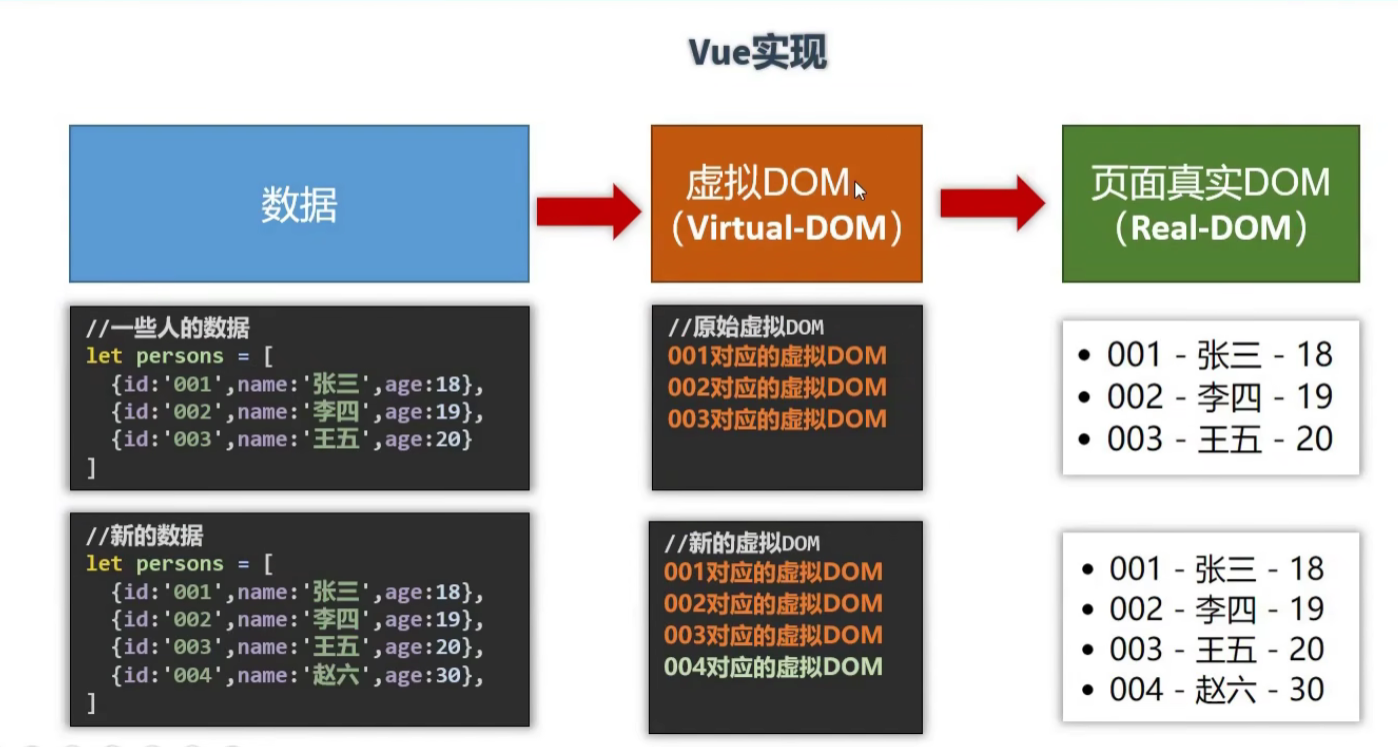 Vue实现
数据
虚拟DOM
（Virtual-DOM）
页面真实DOM
（Real-DOM）
//一些人的数据
let persons = [
{id:'001',name:'张三',age:18},
{id:'002',name:'李四',age:19},
{id:'003',name:'王五',age:20}
]
//原始虚拟DOM
001对应的虚拟DOM
002对应的虚拟DOM
003对应的虚拟DOM
• 001 - 张三 - 18
• 002 - 李四 - 19
• 003 - 王五 - 20
//新的数据
let persons = [
{id:'001',name:'张三',age:18},
{id:'002',name:'李四',age:19},
{id:'003',name:'王五',age:20},
{id:'004',name:'赵六',age:30},
]
//新的虚拟DOM
001对应的虚拟DOM
002对应的虚拟DOM
003对应的虚拟DOM
004对应的虚拟DOM
• 001 - 张三 - 18
• 002 - 李四 - 19
• 003 - 王五 - 20
• 004 - 赵六 - 30